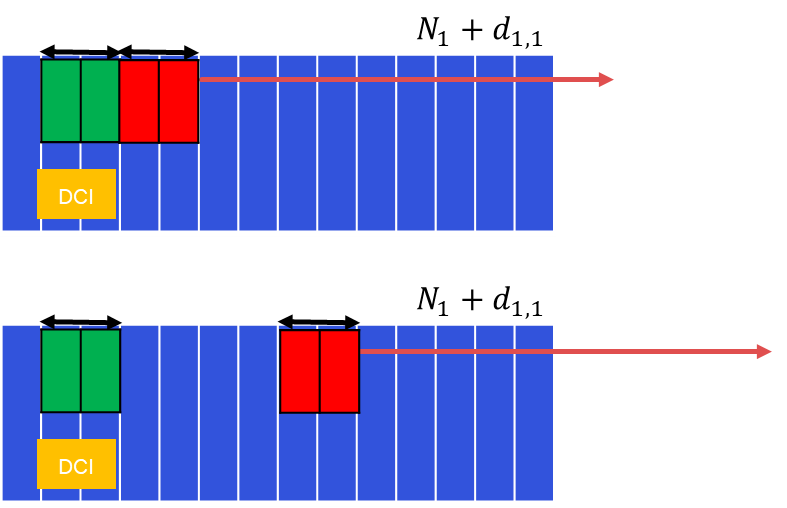 N₁ + d₁,₁
DCI
N₁ + d₁,₁
DCI